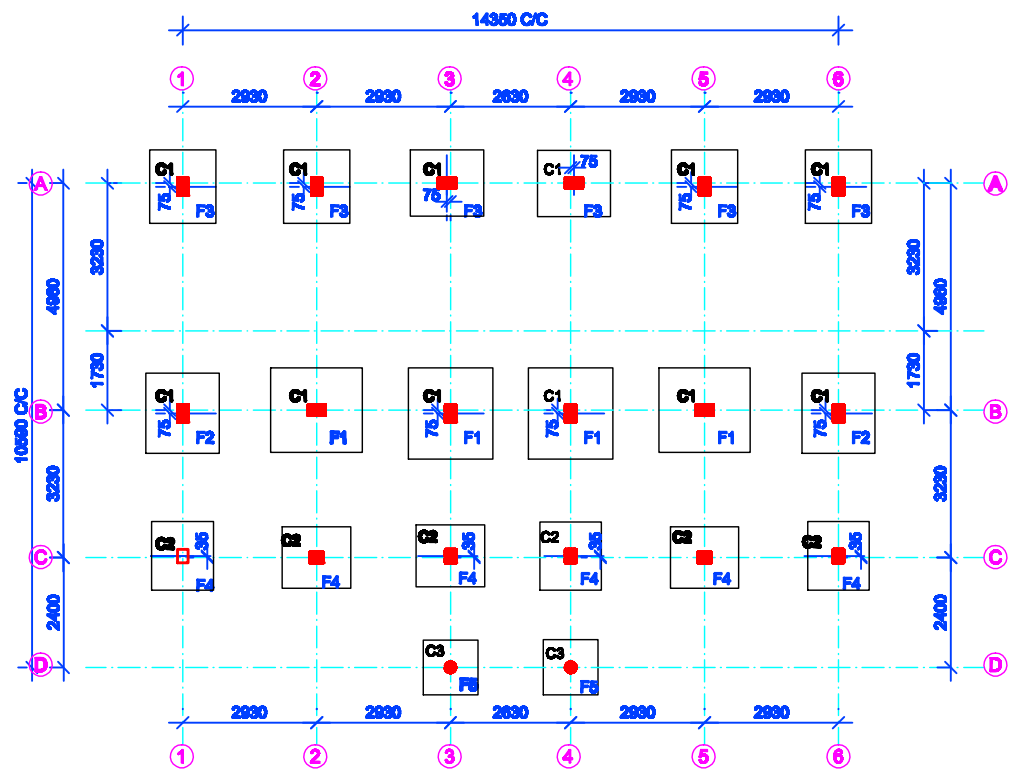 14350 C/C
1 2 3 4 5 6
2930 2930 2630 2930 2930
C1 C1 C1 C1 75 C1 C1
A A
75 75 75 75 75
F3 F3 F3 F3 F3 F3
3230 3230
4960 4960
1730 1730
10590 C/C
C1 C1 C1 C1 C1 C1
B B
75 75 75 75
F2 F1 F1 F1 F1 F2
3230 3230
C2 C2 C2 C2 C2 C2
35 35 35 35
C C
F4 F4 F4 F4 F4 F4
2400 2400
C3 C3
D D
F5 F5
2930 2930 2630 2930 2930
1 2 3 4 5 6